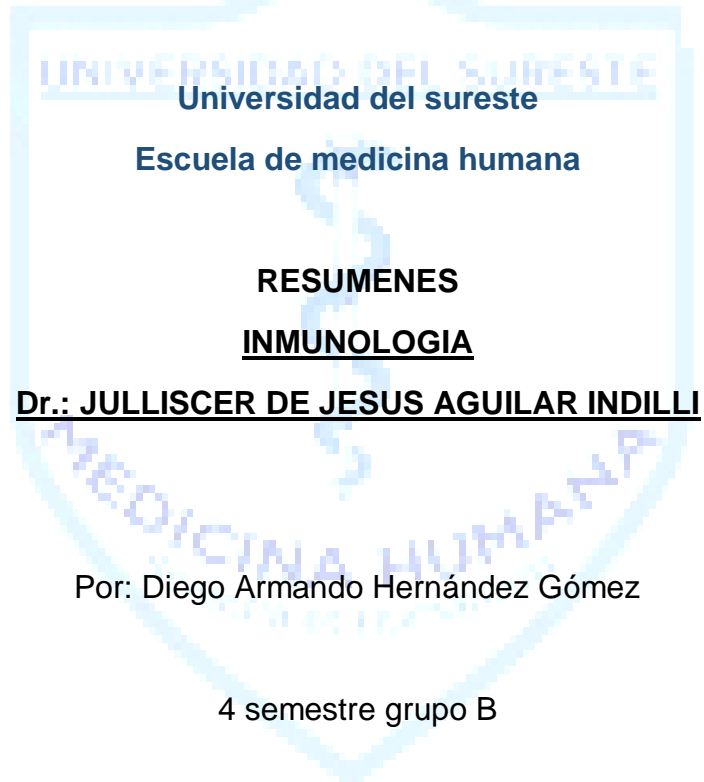 UNIVERSIDAD DEL SURESTE
Universidad del sureste
Escuela de medicina humana
RESUMENES
INMUNOLOGIA
Dr.: JULLISCER DE JESUS AGUILAR INDILLI
MEDICINA HUMANA
Por: Diego Armando Hernández Gómez
4 semestre grupo B